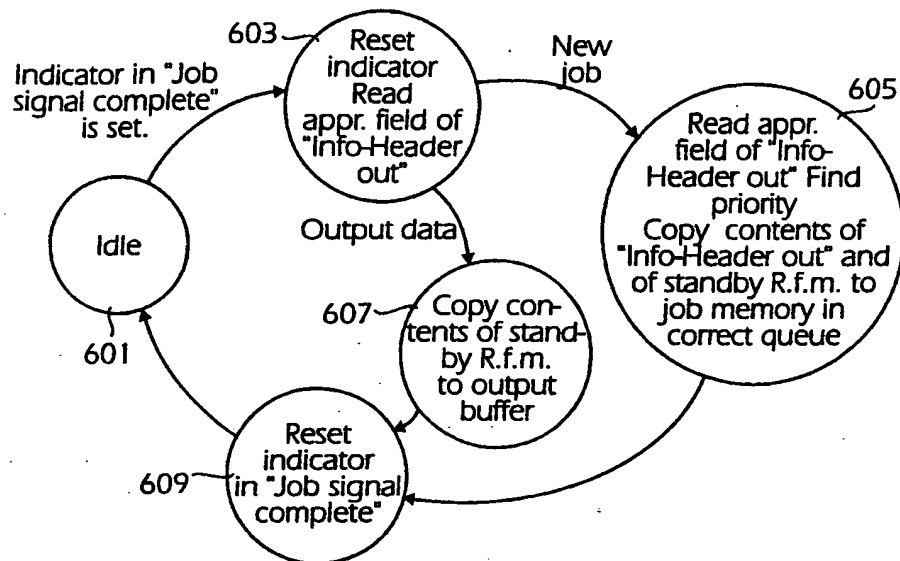 603
Reset
indicator
Read
appr. field of
"Info-Header
out"
New
job
Indicator in "Job
signal complete"
is set.
605
Read appr.
field of "Info-
Header out" Find
priority
Copy contents of
"Info-Header out" and
of standby R.f.m. to
job memory in
correct queue
Idle
601
Output data
607
Copy con-
tents of stand-
by R.f.m.
to output
buffer
Reset
indicator
in "Job signal
complete"
609